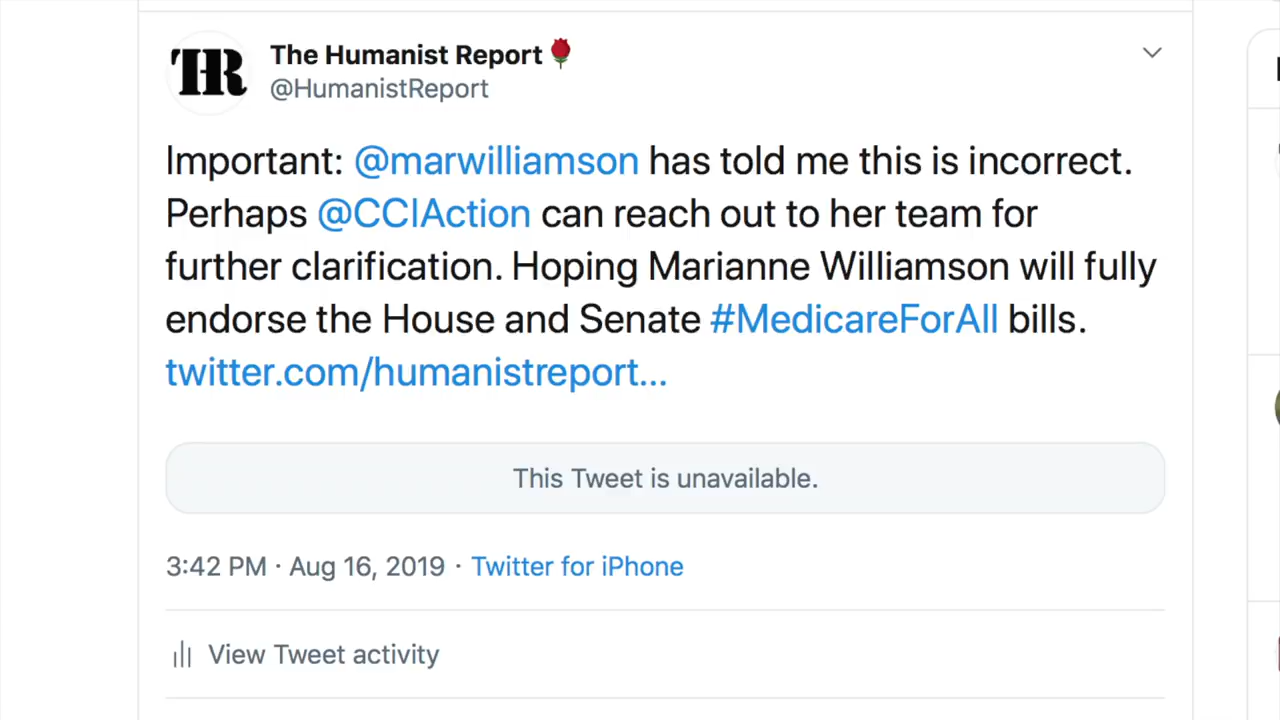 THR
The Humanist Report🌹
@HumanistReport
Important: @marwilliamson has told me this is incorrect.
Perhaps @CCIAction can reach out to her team for
further clarification. Hoping Marianne Williamson will fully
endorse the House and Senate #MedicareForAll bills.
twitter.com/humanistreport...
This Tweet is unavailable.
3:42 PM · Aug 16, 2019 · Twitter for iPhone
View Tweet activity